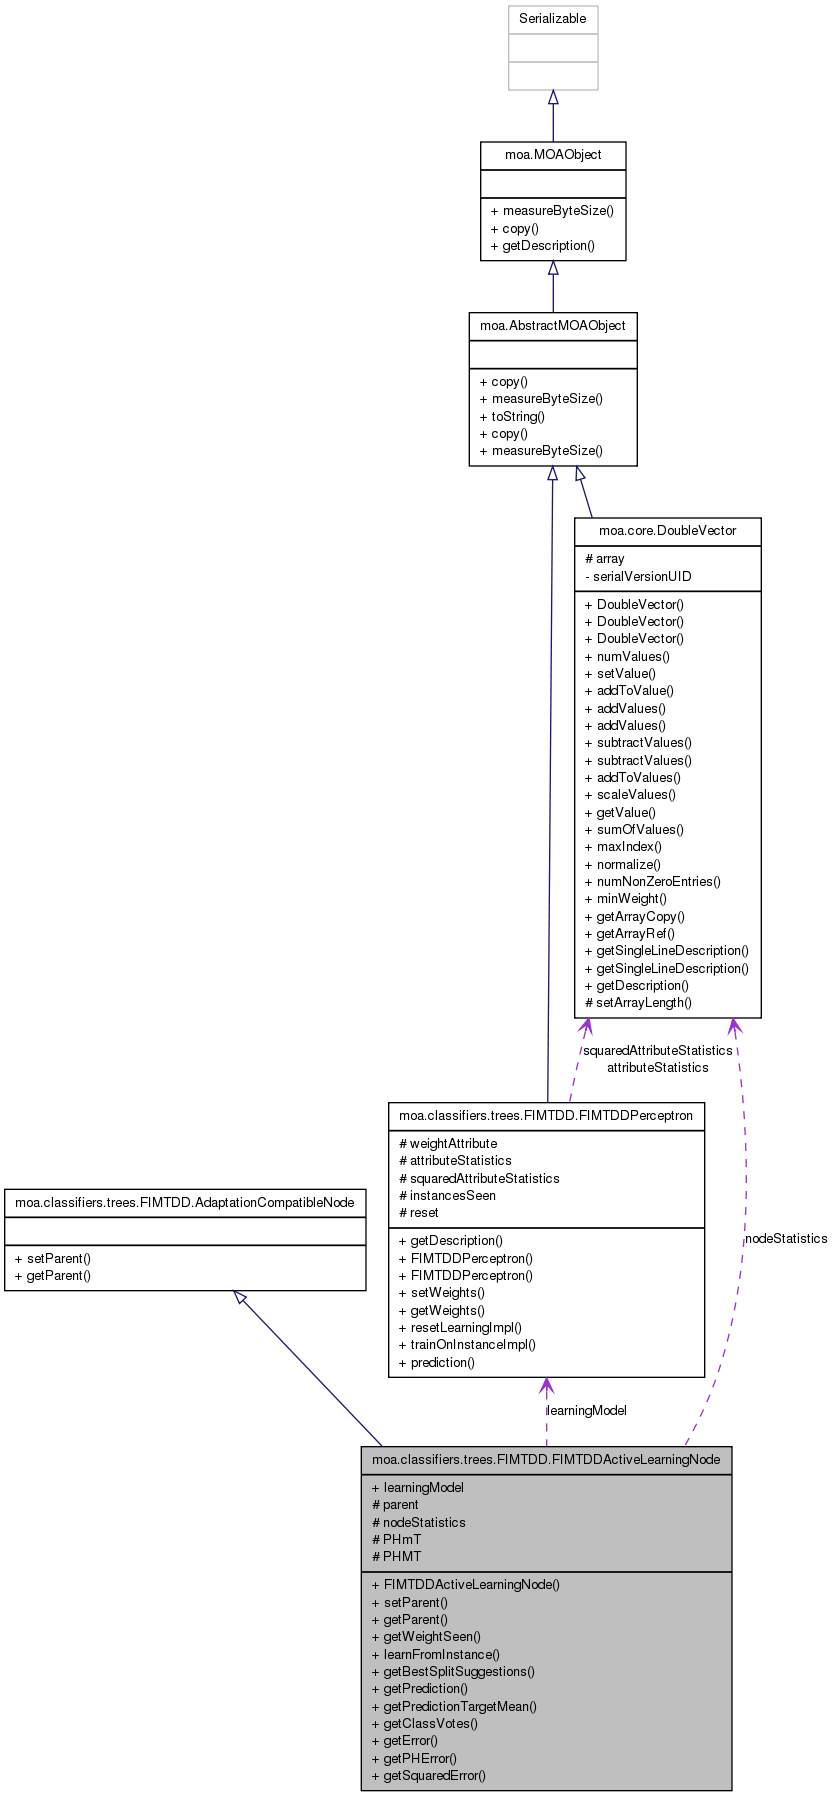 Serializable
moa.MOAObject
+ measureByteSize()
+ copy()
+ getDescription()
moa.AbstractMOAObject
+ copy()
+ measureByteSize()
+ toString()
+ copy()
+ measureByteSize()
moa.core.DoubleVector
# array
- serialVersionUID
+ DoubleVector()
+ DoubleVector()
+ DoubleVector()
+ numValues()
+ setValue()
+ addToValue()
+ addValues()
+ addValues()
+ subtractValues()
+ subtractValues()
+ addToValues()
+ scaleValues()
+ getValue()
+ sumOfValues()
+ maxIndex()
+ normalize()
+ numNonZeroEntries()
+ minWeight()
+ getArrayCopy()
+ getArrayRef()
+ getSingleLineDescription()
+ getSingleLineDescription()
+ getDescription()
# setArrayLength()
squaredAttributeStatistics
attributeStatistics
moa.classifiers.trees.FIMTDD.FIMTDDPerceptron
# weightAttribute
# attributeStatistics
# squaredAttributeStatistics
# instancesSeen
# reset
+ getDescription()
+ FIMTDDPerceptron()
+ FIMTDDPerceptron()
+ setWeights()
+ getWeights()
+ resetLearningImpl()
+ trainOnInstanceImpl()
+ prediction()
moa.classifiers.trees.FIMTDD.AdaptationCompatibleNode
+ setParent()
+ getParent()
nodeStatistics
learningModel
moa.classifiers.trees.FIMTDD.FIMTDDActiveLearningNode
+ learningModel
# parent
# nodeStatistics
# PHmT
# PHMT
+ FIMTDDActiveLearningNode()
+ setParent()
+ getParent()
+ getWeightSeen()
+ learnFromInstance()
+ getBestSplitSuggestions()
+ getPrediction()
+ getPredictionTargetMean()
+ getClassVotes()
+ getError()
+ getPHError()
+ getSquaredError()